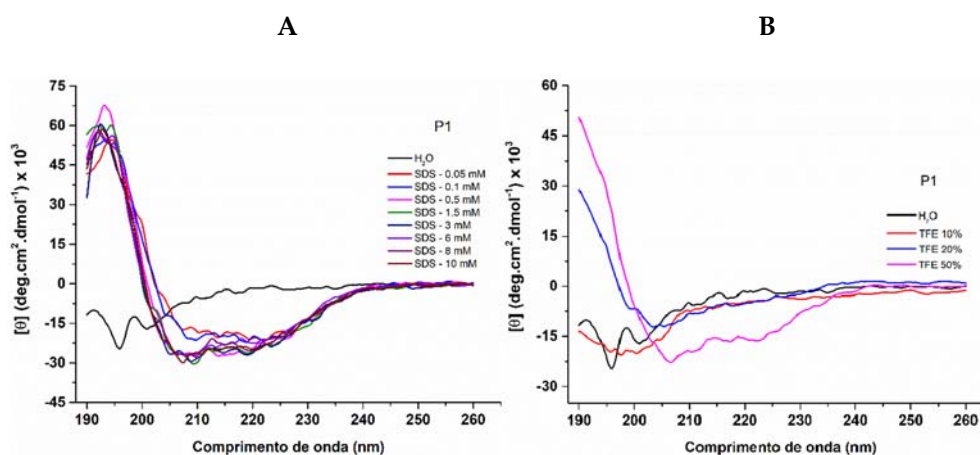 A
B
75
60
45
30
15
0
-15
-30
-45
190 200 210 220 230 240 250 260
[θ] (deg.cm².dmol⁻¹) x 10³
Comprimento de onda (nm)
P1
H₂O
SDS - 0.05 mM
SDS - 0.1 mM
SDS - 0.5 mM
SDS - 1.5 mM
SDS - 3 mM
SDS - 6 mM
SDS - 8 mM
SDS - 10 mM
60
45
30
15
0
-15
-30
190 200 210 220 230 240 250 260
[θ] (deg.cm².dmol⁻¹) x 10³
Comprimento de onda (nm)
P1
H₂O
TFE 10%
TFE 20%
TFE 50%